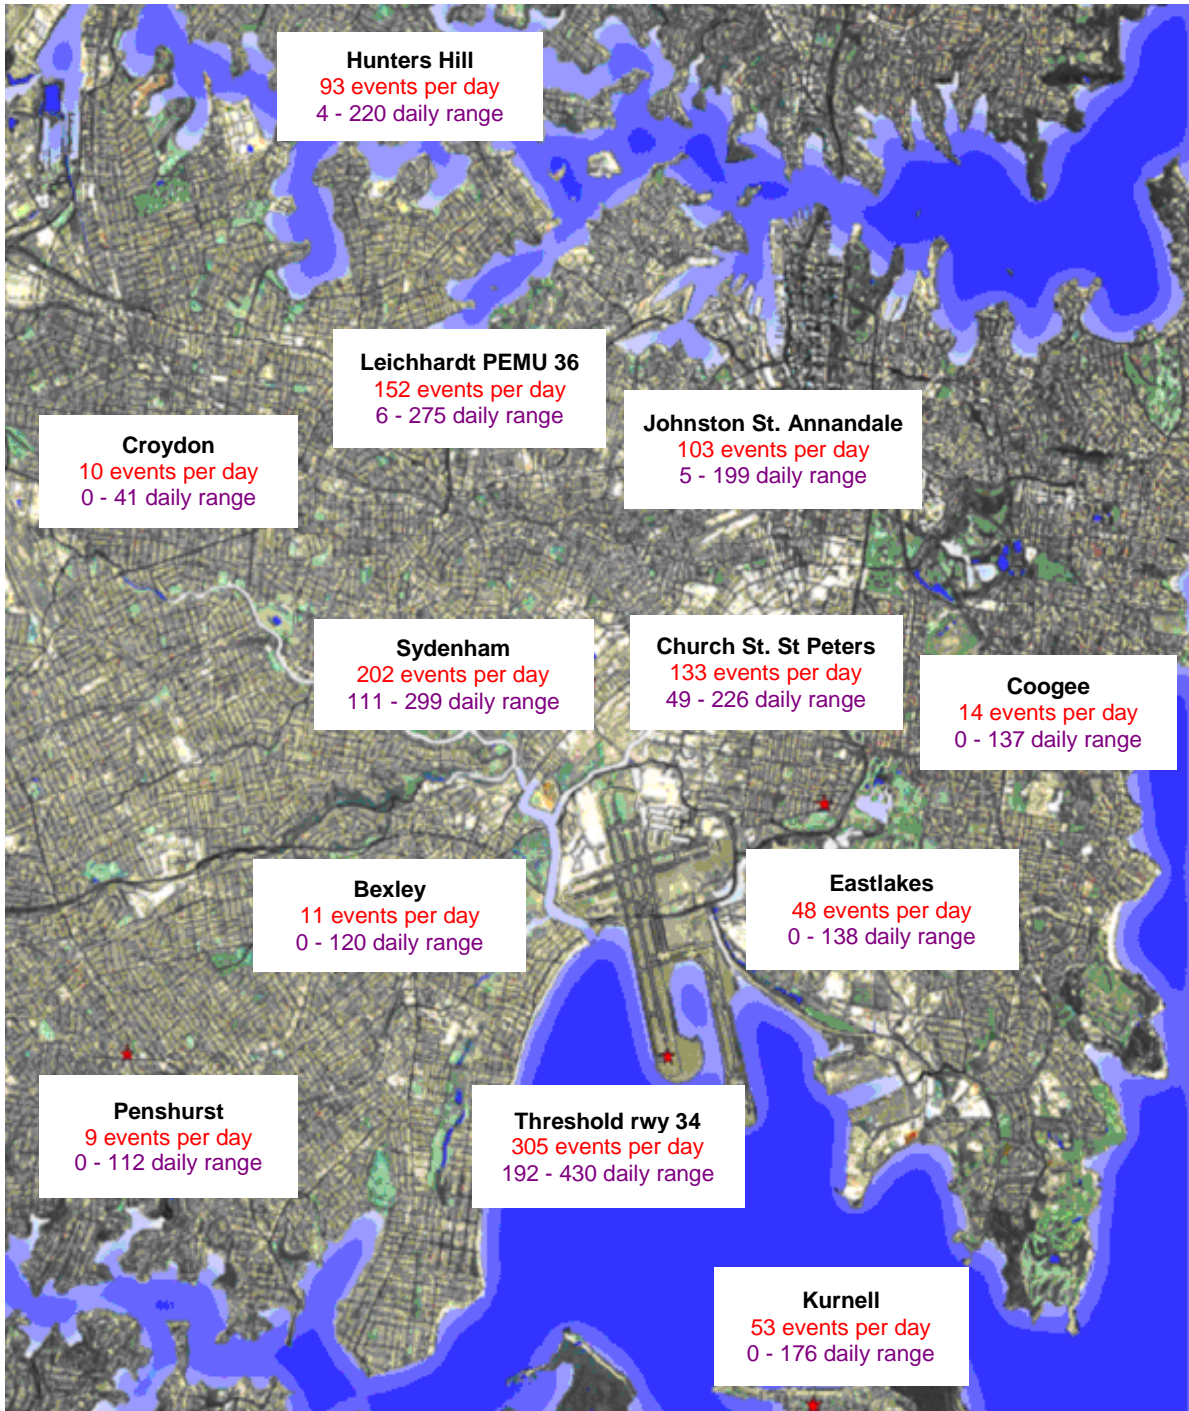 Hunters Hill
93 events per day
4 - 220 daily range
Leichhardt PEMU 36
152 events per day
6 - 275 daily range
Johnston St. Annandale
103 events per day
5 - 199 daily range
Croydon
10 events per day
0 - 41 daily range
Sydenham
202 events per day
111 - 299 daily range
Church St. St Peters
133 events per day
49 - 226 daily range
Coogee
14 events per day
0 - 137 daily range
Bexley
11 events per day
0 - 120 daily range
Eastlakes
48 events per day
0 - 138 daily range
Penshurst
9 events per day
0 - 112 daily range
Threshold rwy 34
305 events per day
192 - 430 daily range
Kurnell
53 events per day
0 - 176 daily range